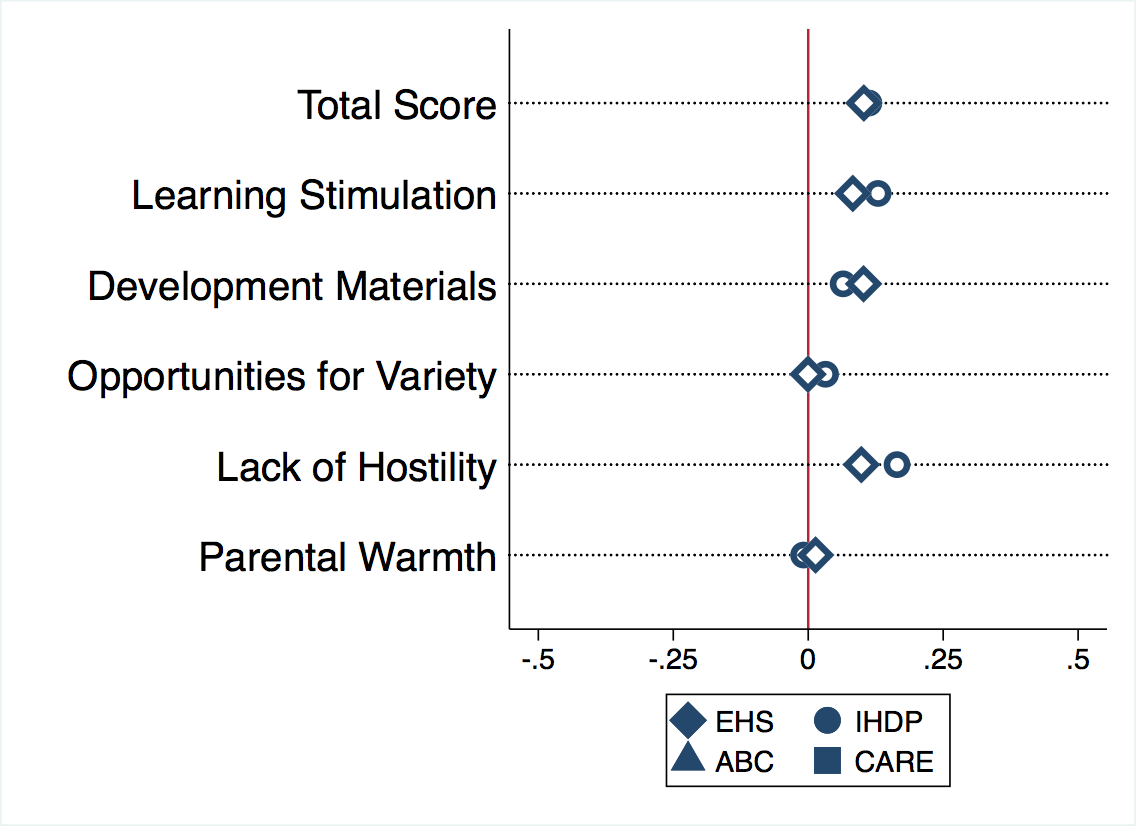 Total Score
Learning Stimulation
Development Materials
Opportunities for Variety
Lack of Hostility
Parental Warmth
-.5 -.25 0 .25 .5
EHS IHDP
ABC CARE